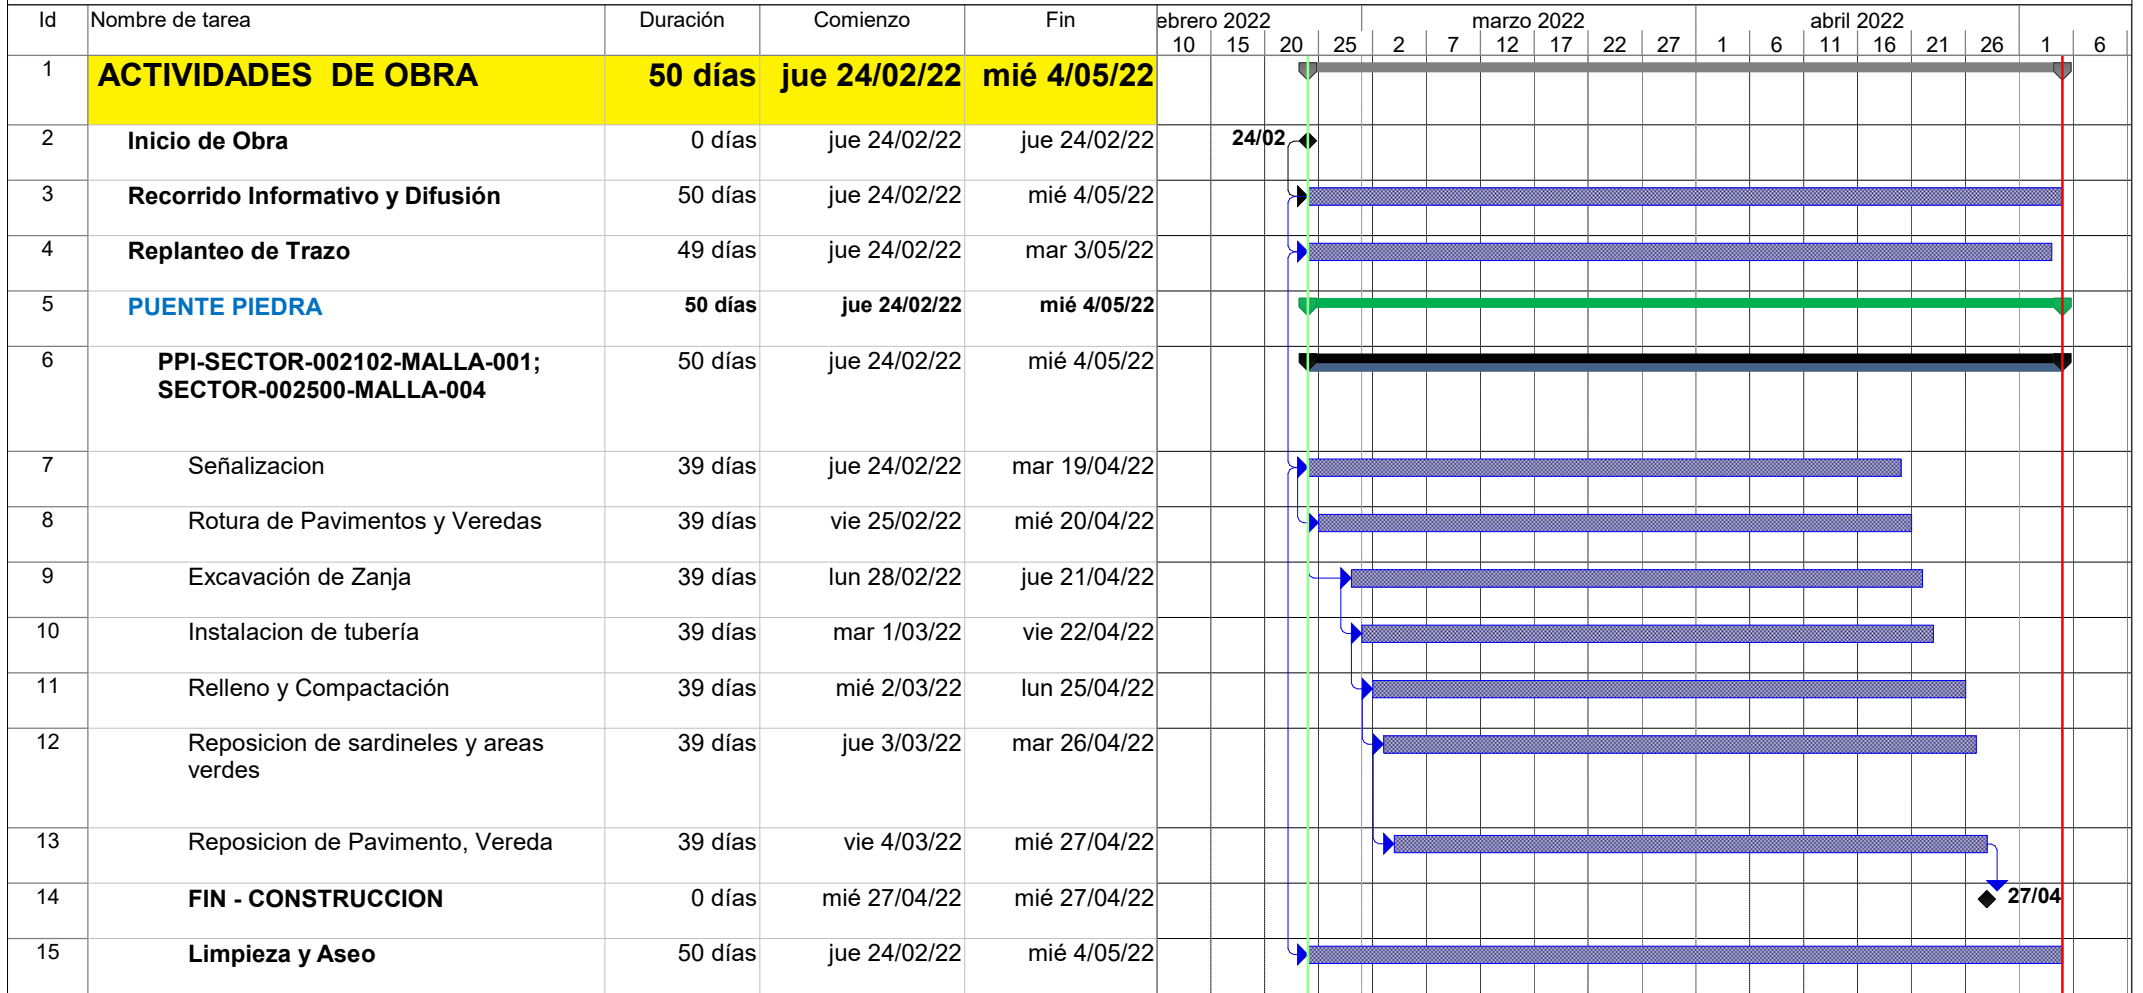 Id Nombre de tarea Duración Comienzo Fin ebrero 2022 marzo 2022 abril 2022
10 15 20 25 2 7 12 17 22 27 1 6 11 16 21 26 1 6
1 ACTIVIDADES DE OBRA 50 días jue 24/02/22 mié 4/05/22
2 Inicio de Obra 0 días jue 24/02/22 jue 24/02/22 24/02
3 Recorrido Informativo y Difusión 50 días jue 24/02/22 mié 4/05/22
4 Replanteo de Trazo 49 días jue 24/02/22 mar 3/05/22
5 PUENTE PIEDRA 50 días jue 24/02/22 mié 4/05/22
6 PPI-SECTOR-002102-MALLA-001; 50 días jue 24/02/22 mié 4/05/22
SECTOR-002500-MALLA-004
7 Señalizacion 39 días jue 24/02/22 mar 19/04/22
8 Rotura de Pavimentos y Veredas 39 días vie 25/02/22 mié 20/04/22
9 Excavación de Zanja 39 días lun 28/02/22 jue 21/04/22
10 Instalacion de tubería 39 días mar 1/03/22 vie 22/04/22
11 Relleno y Compactación 39 días mié 2/03/22 lun 25/04/22
12 Reposicion de sardineles y areas 39 días jue 3/03/22 mar 26/04/22
verdes
13 Reposicion de Pavimento, Vereda 39 días vie 4/03/22 mié 27/04/22
14 FIN - CONSTRUCCION 0 días mié 27/04/22 mié 27/04/22 27/04
15 Limpieza y Aseo 50 días jue 24/02/22 mié 4/05/22